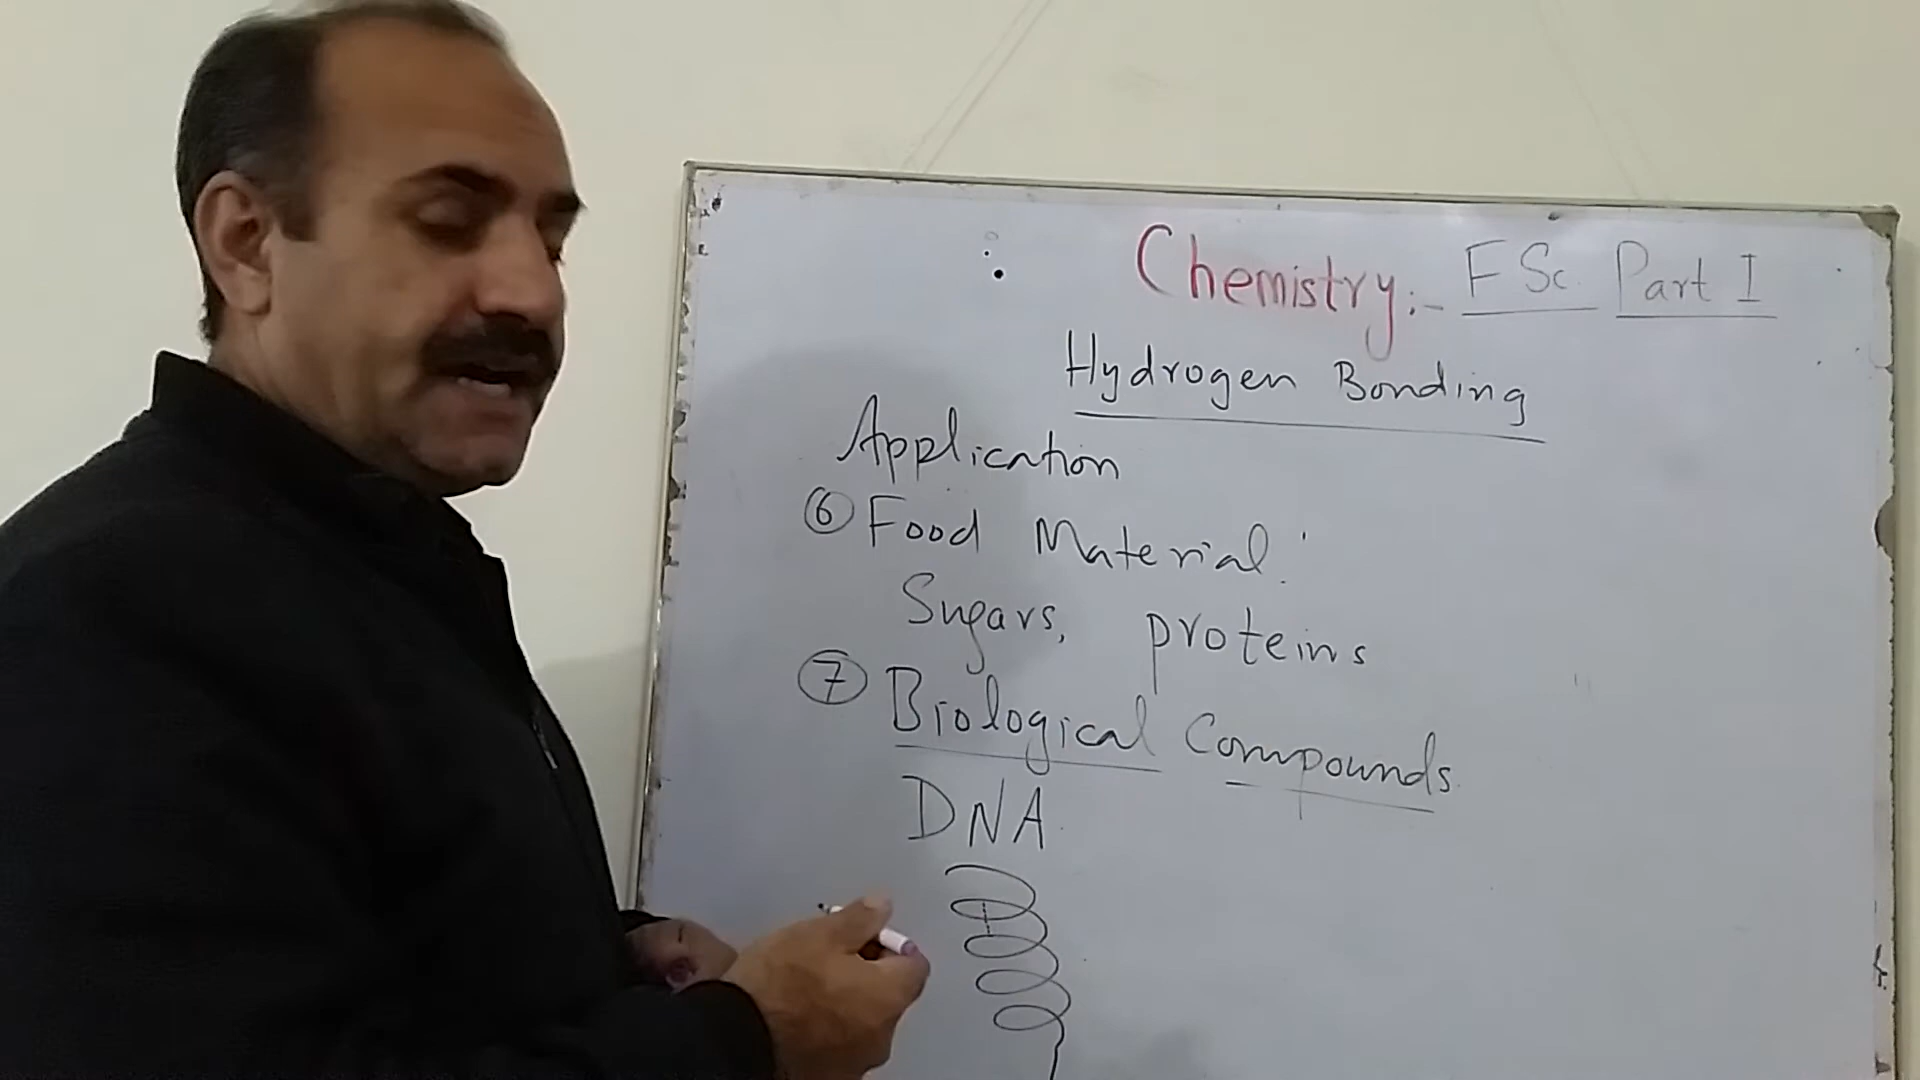 Chemistry:- FSc. Part I
Hydrogen Bonding
Application
⑥ Food Material:
Sugars, proteins
⑦ Biological Compounds.
DNA